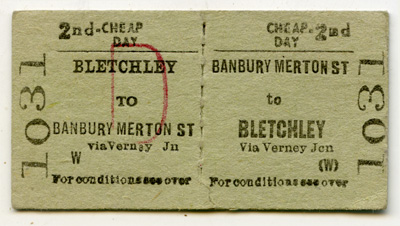 2nd-CHEAP
DAY
D
BLETCHLEY
TO
BANBURY MERTON ST
via Verney Jn
W
For conditions see over
1031
CHEAP-2nd
DAY
BANBURY MERTON ST
to
BLETCHLEY
Via Verney Jcn
(W)
For conditions see over
1031